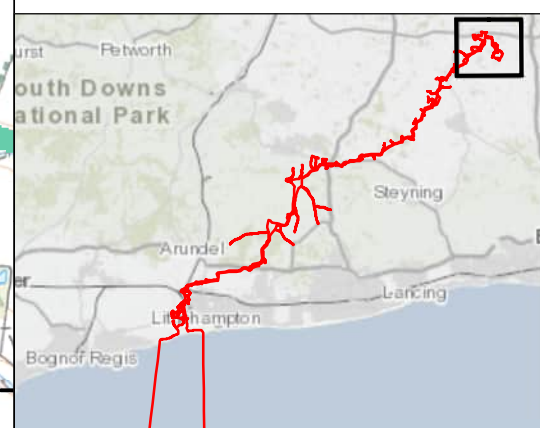 urst
Petworth
outh Downs
ational Park
Steyning
Arundel
er
Lancing
Littlehampton
Bognor Regis